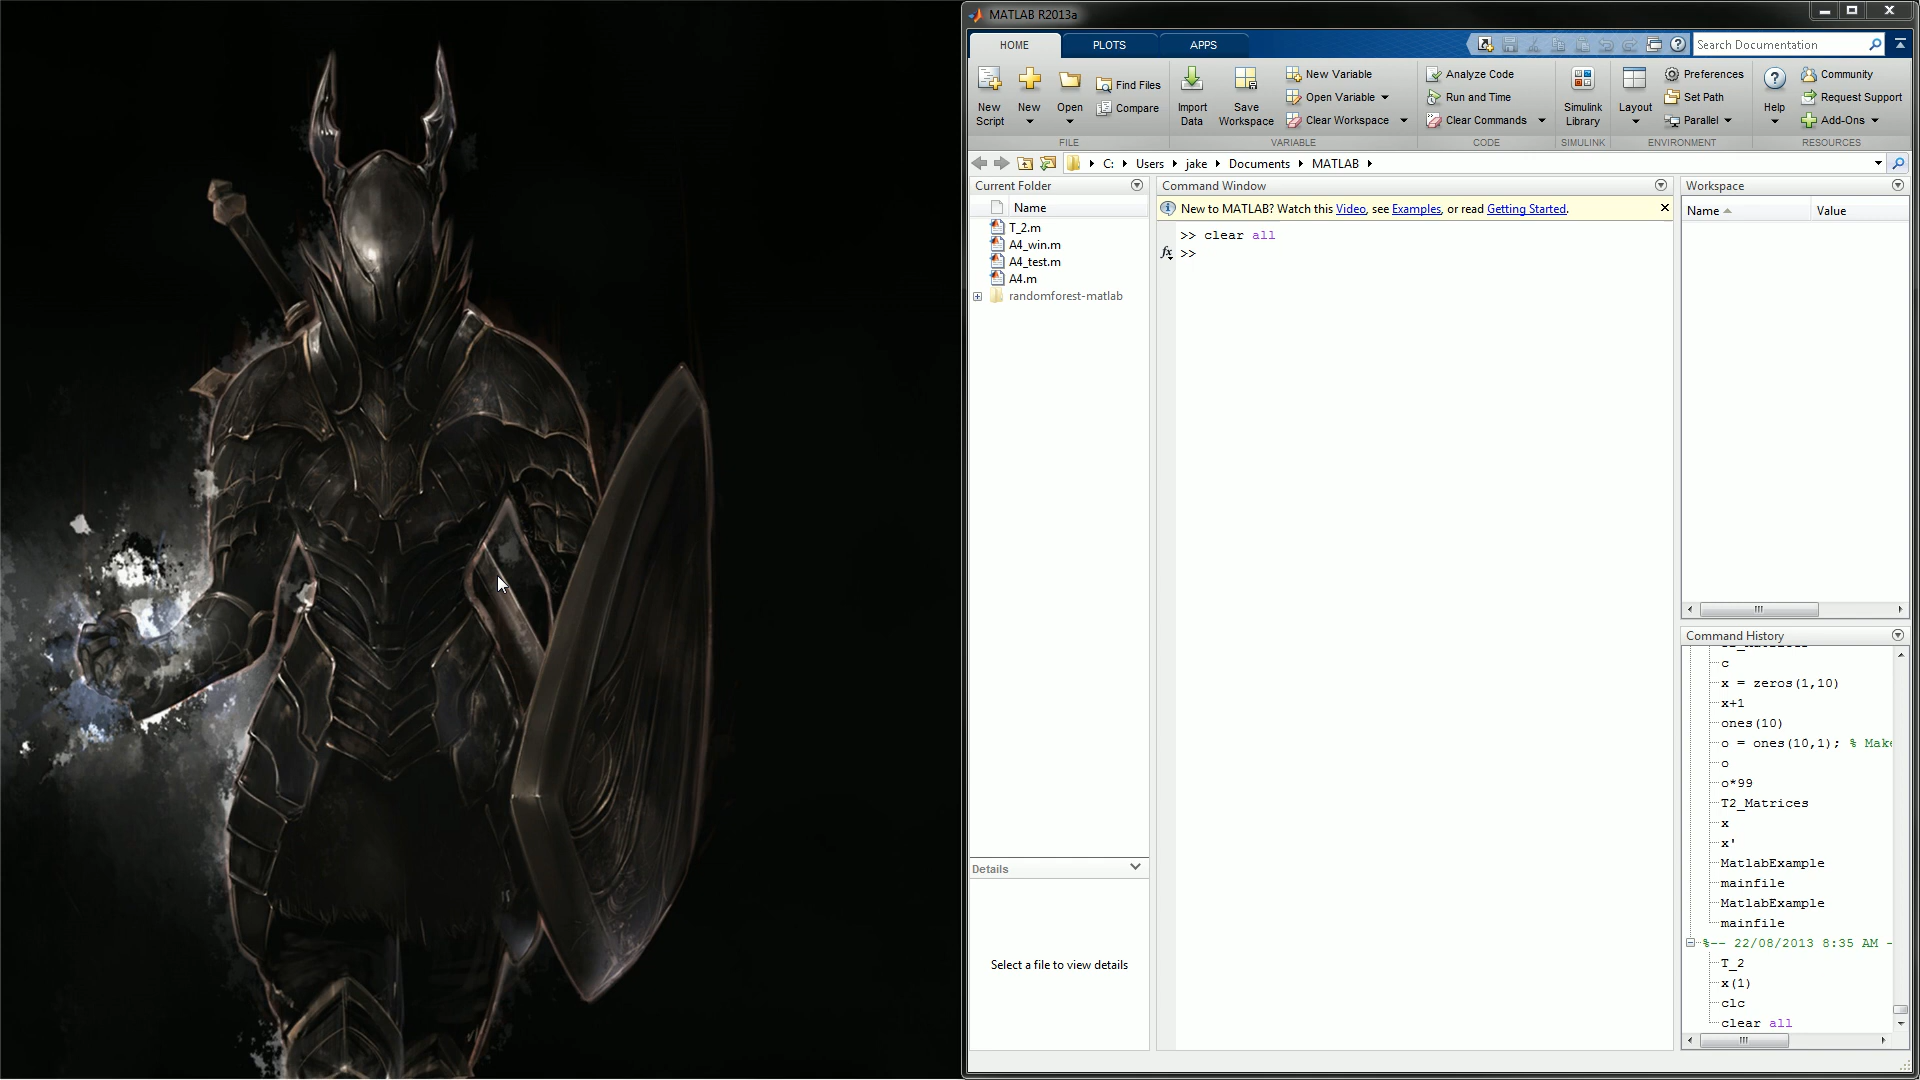 MATLAB R2013a
HOME
PLOTS
APPS
Search Documentation
New Script
New
Open
Find Files
Compare
FILE
Import Data
Save Workspace
New Variable
Open Variable
Clear Workspace
VARIABLE
Analyze Code
Run and Time
Clear Commands
CODE
Simulink Library
SIMULINK
Layout
Preferences
Set Path
Parallel
ENVIRONMENT
Help
Community
Request Support
Add-Ons
RESOURCES
C: Users jake Documents MATLAB
Current Folder
Name
T_2.m
A4_win.m
A4_test.m
A4.m
randomforest-matlab
Details
Select a file to view details
Command Window
New to MATLAB? Watch this Video, see Examples, or read Getting Started.
>> clear all
fx >>
Workspace
Name Value
Command History
c
x = zeros(1,10)
x+1
ones(10)
o = ones(10,1); % Make
o
o*99
T2_Matrices
x
x'
MatlabExample
mainfile
MatlabExample
mainfile
%-- 22/08/2013 8:35 AM -
T_2
x(1)
clc
clear all